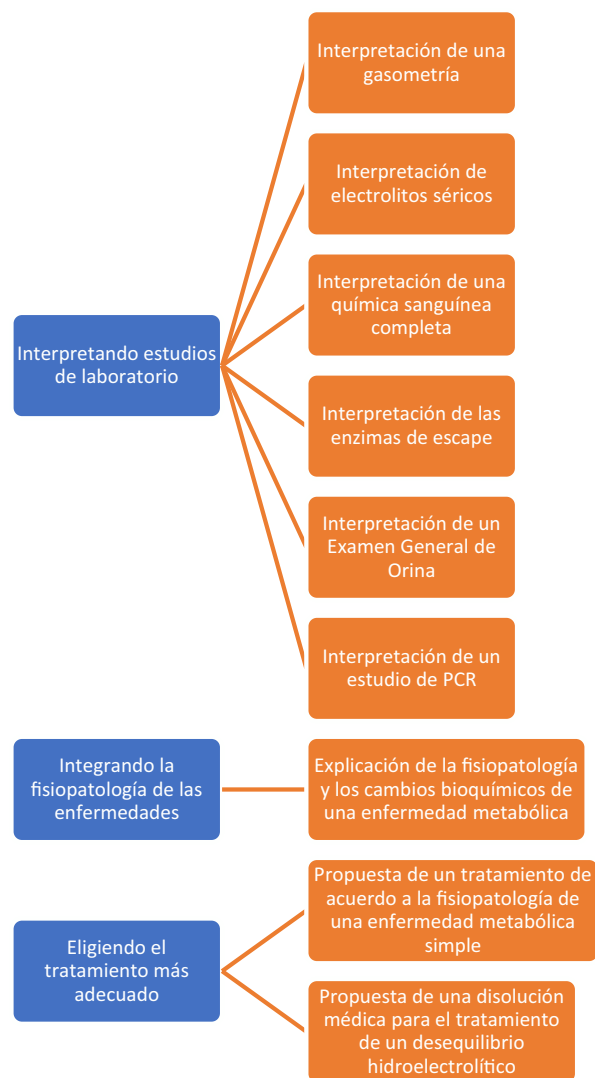 Interpretando estudios
de laboratorio
Interpretación de una
gasometría
Interpretación de
electrolitos séricos
Interpretación de una
química sanguínea
completa
Interpretación de las
enzimas de escape
Interpretación de un
Examen General de
Orina
Interpretación de un
estudio de PCR
Integrando la
fisiopatología de las
enfermedades
Explicación de la fisiopatología
y los cambios bioquímicos de
una enfermedad metabólica
Eligiendo el
tratamiento más
adecuado
Propuesta de un tratamiento de
acuerdo a la fisiopatología de
una enfermedad metabólica
simple
Propuesta de una disolución
médica para el tratamiento
de un desequilibrio
hidroelectrolítico